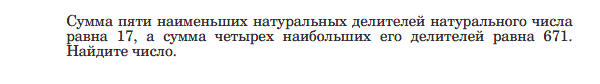 Сумма пяти наименьших натуральных делителей натурального числа
равна 17, а сумма четырех наибольших его делителей равна 671.
Найдите число.